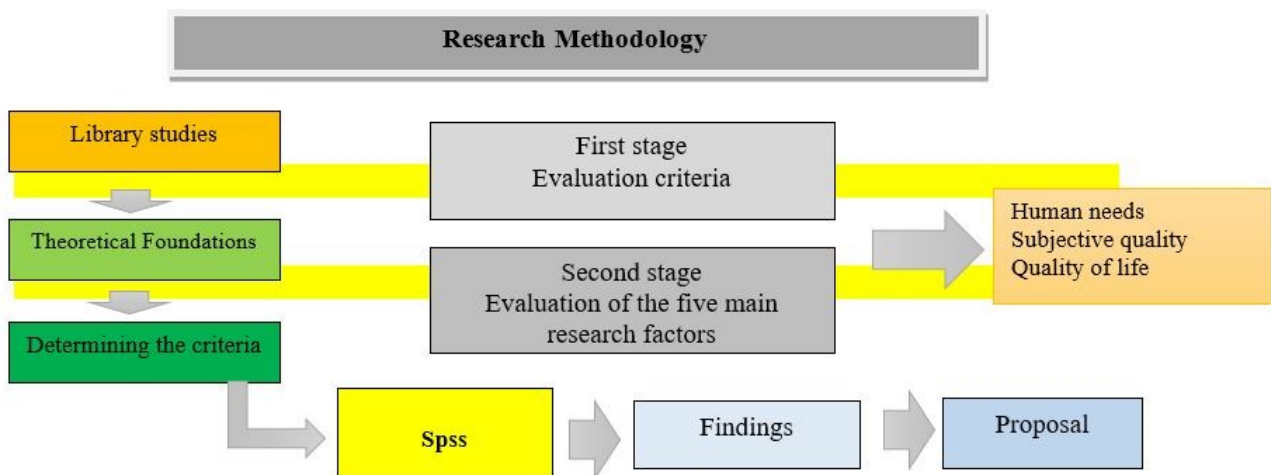 Research Methodology
Library studies
First stage
Evaluation criteria
Human needs
Subjective quality
Quality of life
Theoretical Foundations
Second stage
Evaluation of the five main
research factors
Determining the criteria
Spss
Findings
Proposal